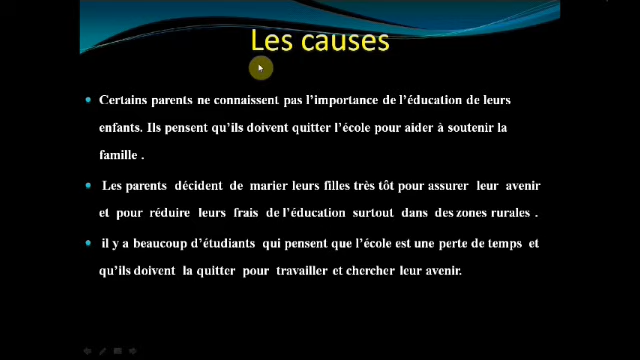 Les causes
Certains parents ne connaissent pas l'importance de l'éducation de leurs
enfants. Ils pensent qu'ils doivent quitter l'école pour aider à soutenir la
famille .
Les parents décident de marier leurs filles très tôt pour assurer leur avenir
et pour réduire leurs frais de l'éducation surtout dans des zones rurales .
il y a beaucoup d'étudiants qui pensent que l'école est une perte de temps et
qu'ils doivent la quitter pour travailler et chercher leur avenir.